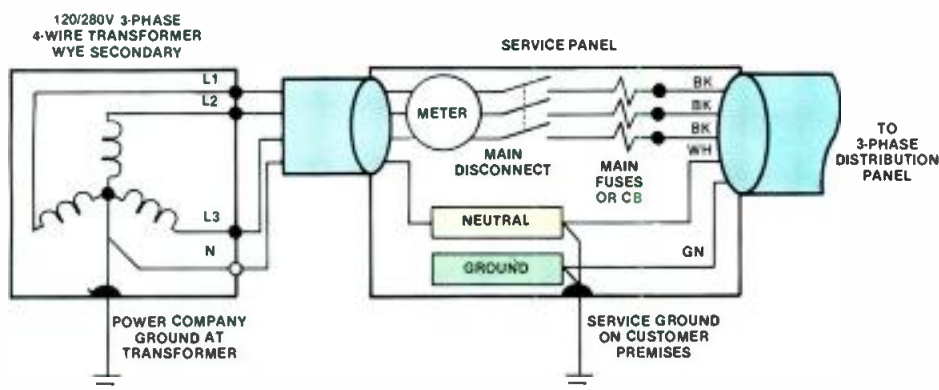 120/280V 3-PHASE
4-WIRE TRANSFORMER
WYE SECONDARY
L1
L2
L3
N
POWER COMPANY
GROUND AT
TRANSFORMER
SERVICE PANEL
METER
MAIN
DISCONNECT
MAIN
FUSES
OR CB
BK
BK
BK
WH
NEUTRAL
GROUND
GN
SERVICE GROUND
ON CUSTOMER
PREMISES
TO
3-PHASE
DISTRIBUTION
PANEL